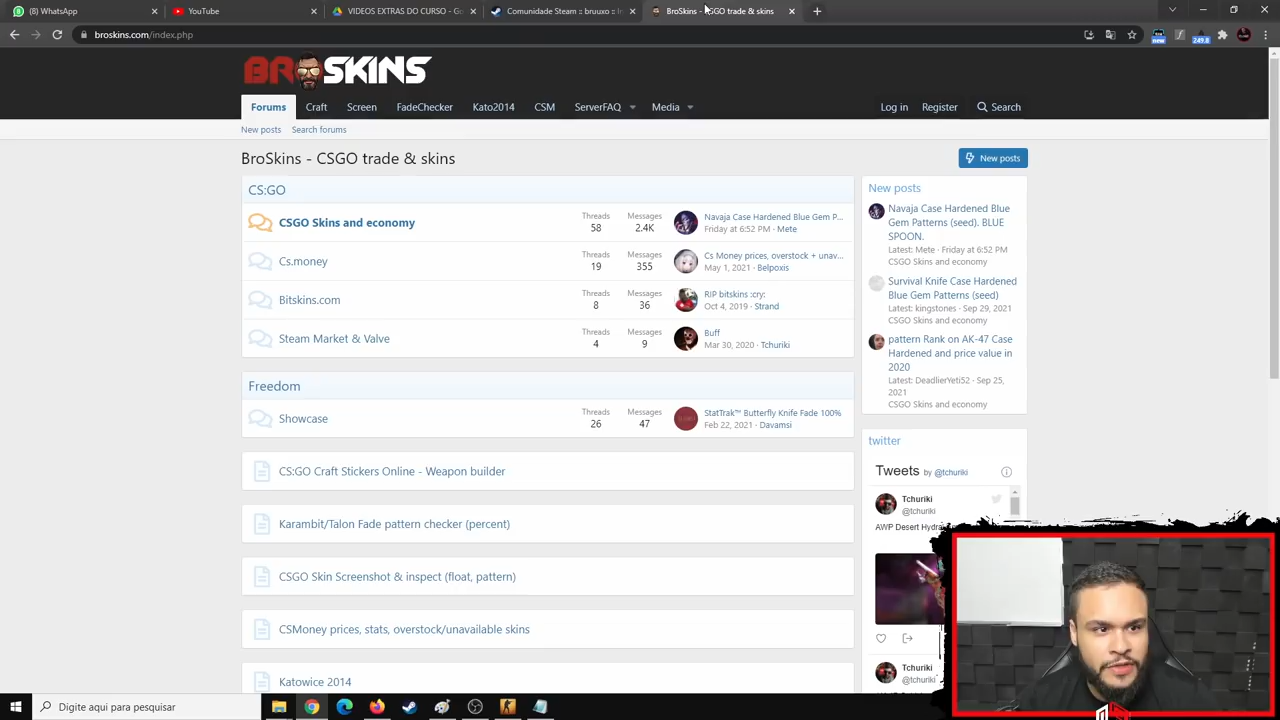 (8) WhatsApp
YouTube
VIDEOS EXTRAS DO CURSO - Go
Comunidade Steam :: bruuxo :: In
BroSkins - CSGO trade & skins
broskins.com/index.php
new
249.8
BROSKINS
Forums
Craft
Screen
FadeChecker
Kato2014
CSM
ServerFAQ
Media
Log in
Register
Search
New posts
Search forums
BroSkins - CSGO trade & skins
New posts
CS:GO
CSGO Skins and economy
Threads
58
Messages
2.4K
Navaja Case Hardened Blue Gem P...
Friday at 6:52 PM · Mete
Cs.money
Threads
19
Messages
355
Cs Money prices, overstock + unav...
May 1, 2021 · Belpoxis
Bitskins.com
Threads
8
Messages
36
RIP bitskins :cry:
Oct 4, 2019 · Strand
Steam Market & Valve
Threads
4
Messages
9
Buff
Mar 30, 2020 · Tchuriki
Freedom
Showcase
Threads
26
Messages
47
StatTrak™ Butterfly Knife Fade 100%
Feb 22, 2021 · Davamsi
CS:GO Craft Stickers Online - Weapon builder
Karambit/Talon Fade pattern checker (percent)
CSGO Skin Screenshot & inspect (float, pattern)
CSMoney prices, stats, overstock/unavailable skins
Katowice 2014
New posts
Navaja Case Hardened Blue
Gem Patterns (seed). BLUE
SPOON.
Latest: Mete · Friday at 6:52 PM
CSGO Skins and economy
Survival Knife Case Hardened
Blue Gem Patterns (seed)
Latest: kingstones · Sep 29, 2021
CSGO Skins and economy
pattern Rank on AK-47 Case
Hardened and price value in
2020
Latest: DeadlierYeti52 · Sep 25,
2021
CSGO Skins and economy
twitter
Tweets by @tchuriki
Tchuriki
@tchuriki
AWP Desert Hydra
Tchuriki
@tchuriki
Digite aqui para pesquisar